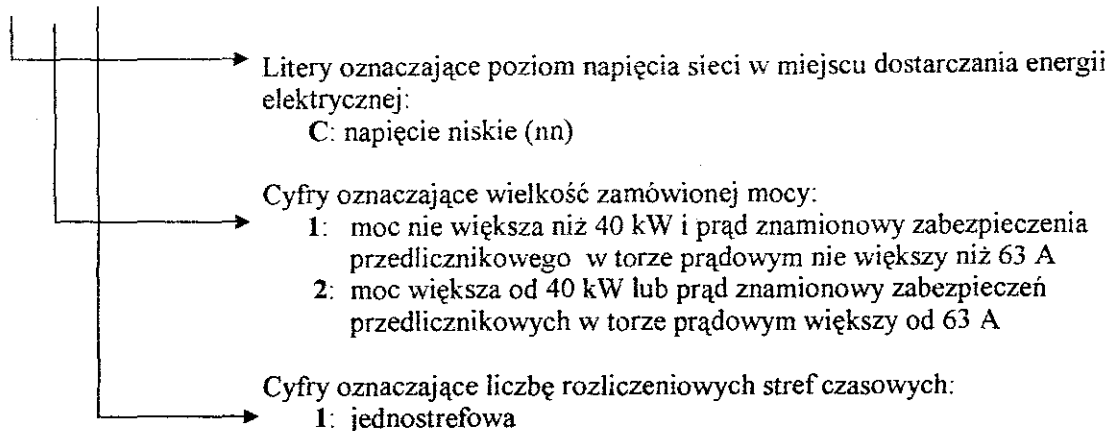 Litery oznaczające poziom napięcia sieci w miejscu dostarczania energii
elektrycznej:
C: napięcie niskie (nn)
Cyfry oznaczające wielkość zamówionej mocy:
1: moc nie większa niż 40 kW i prąd znamionowy zabezpieczenia
przedlicznikowego w torze prądowym nie większy niż 63 A
2: moc większa od 40 kW lub prąd znamionowy zabezpieczeń
przedlicznikowych w torze prądowym większy od 63 A
Cyfry oznaczające liczbę rozliczeniowych stref czasowych:
1: jednostrefowa